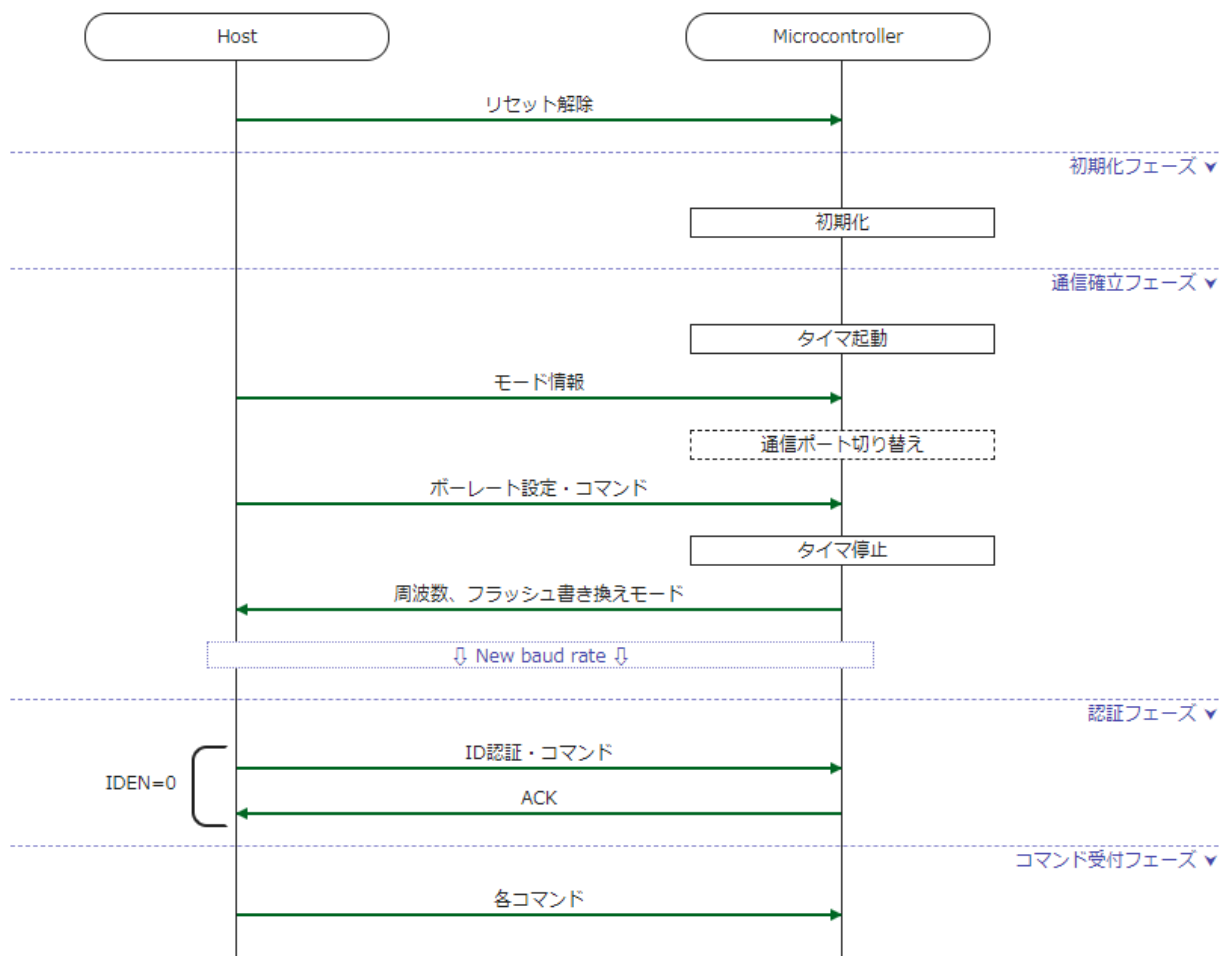 Host
Microcontroller
リセット解除
初期化フェーズ
初期化
通信確立フェーズ
タイマ起動
モード情報
通信ポート切り替え
ボーレート設定・コマンド
タイマ停止
周波数、フラッシュ書き換えモード
⇩ New baud rate ⇩
認証フェーズ
ID認証・コマンド
IDEN=0
ACK
コマンド受付フェーズ
各コマンド